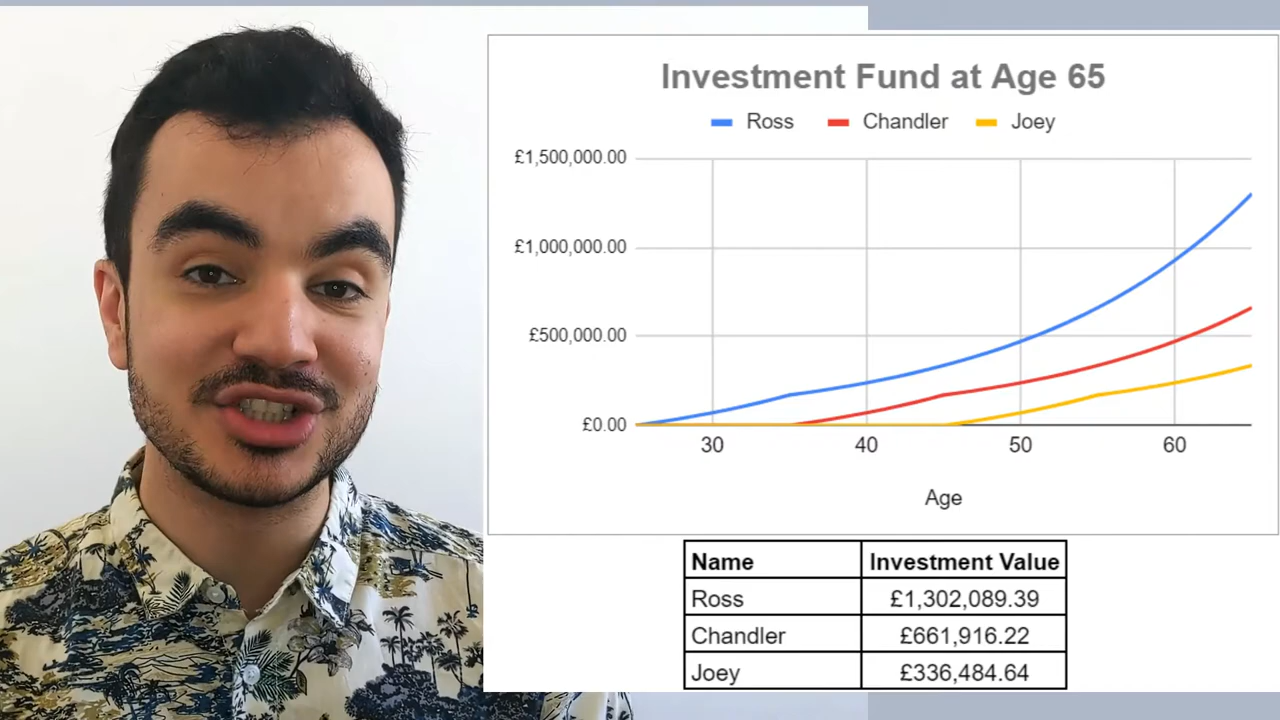 Investment Fund at Age 65
Ross Chandler Joey
£1,500,000.00
£1,000,000.00
£500,000.00
£0.00
30 40 50 60
Age
Name Investment Value
Ross £1,302,089.39
Chandler £661,916.22
Joey £336,484.64